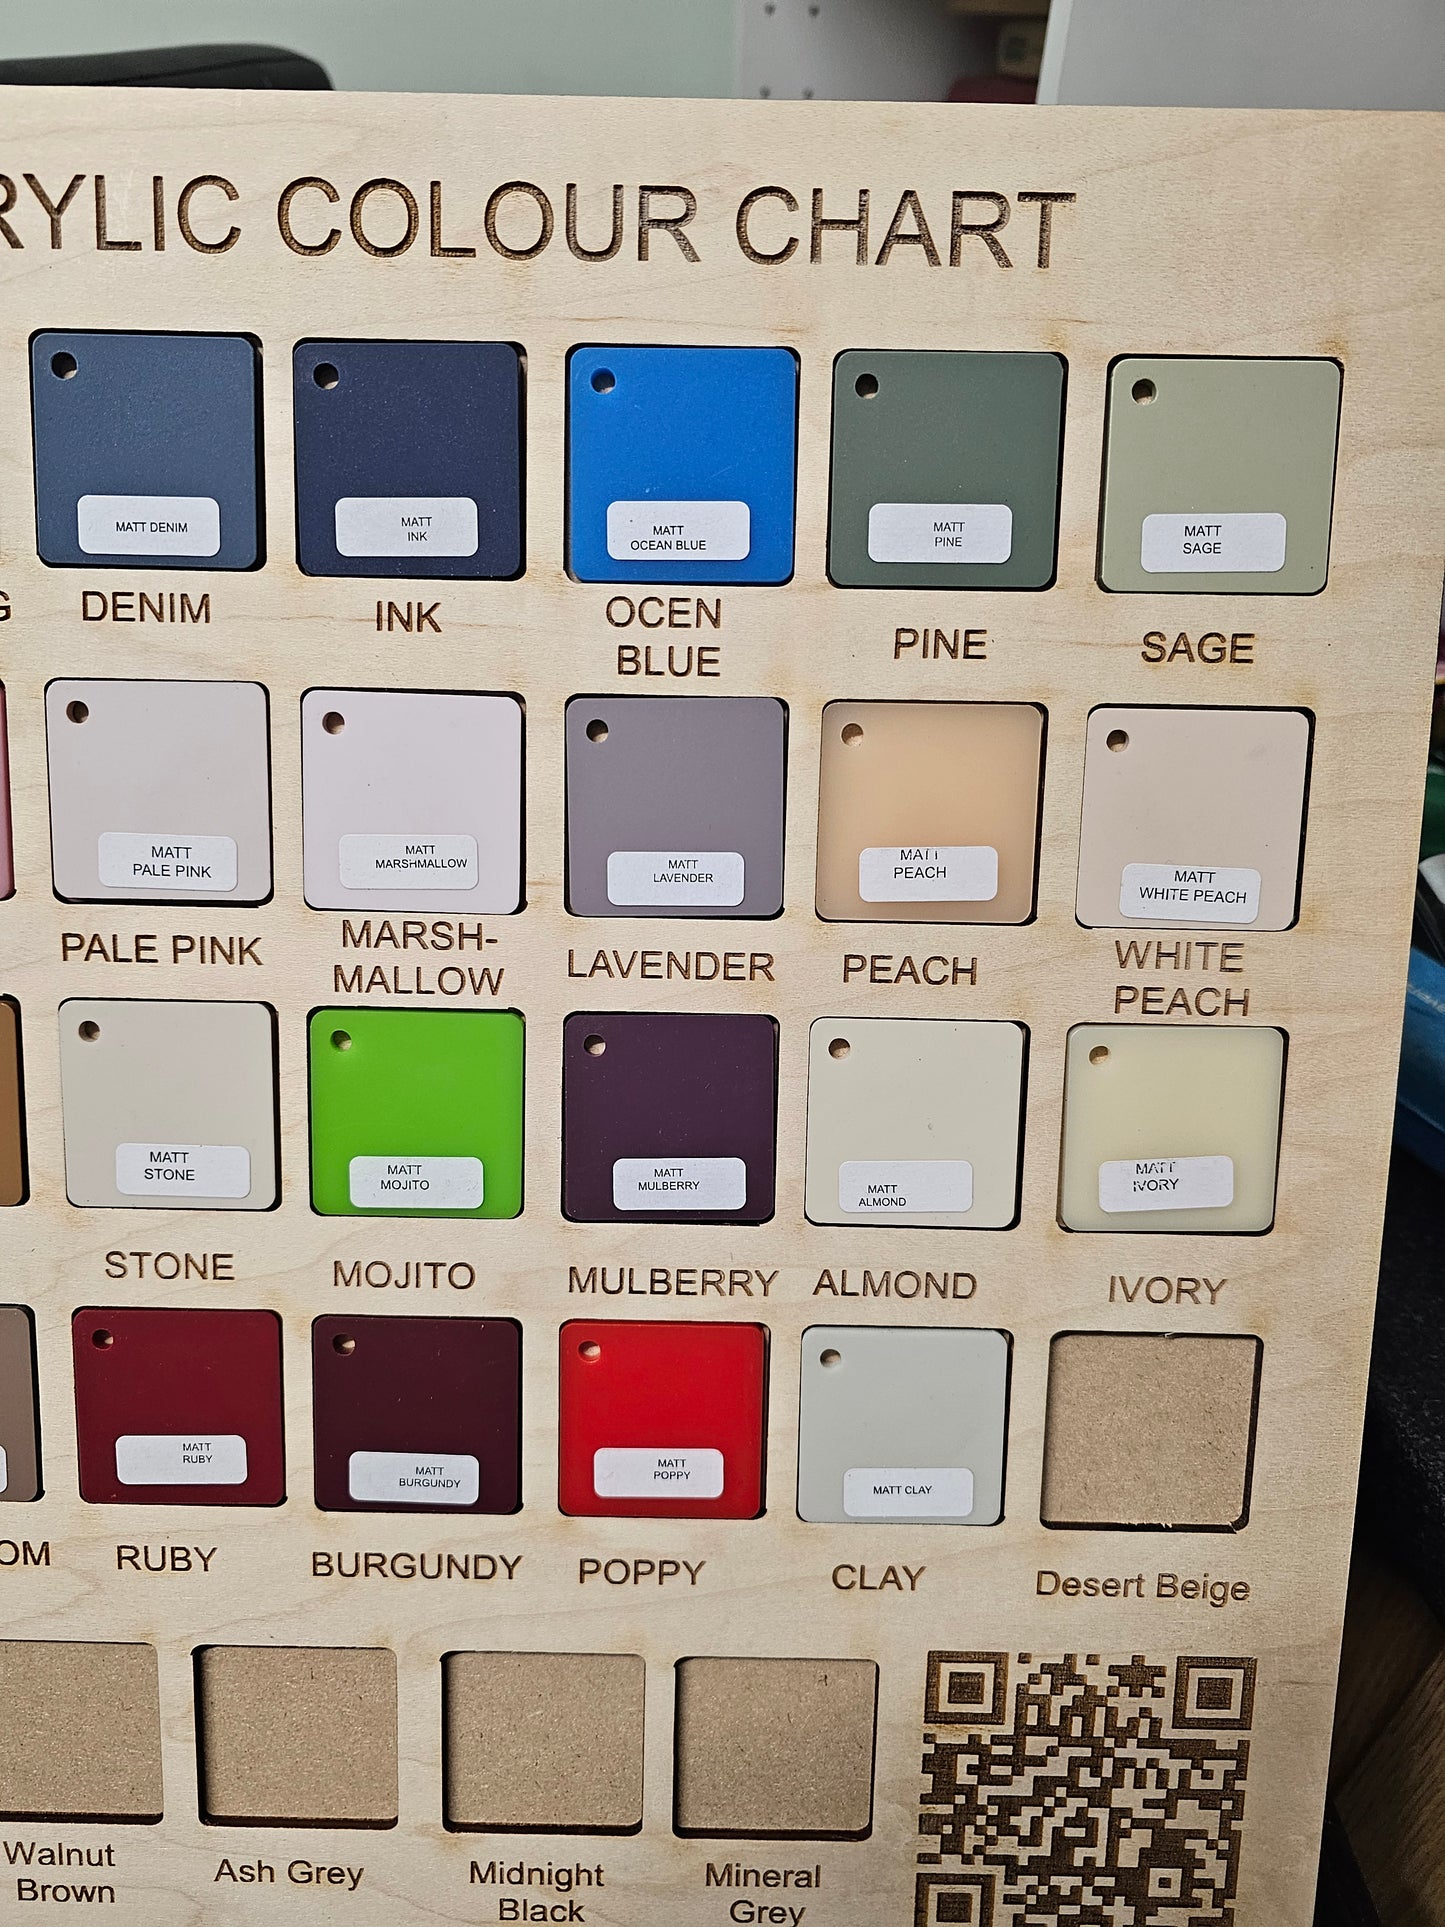 RYLIC COLOUR CHART
MATT DENIM
MATT
INK
MATT
OCEAN BLUE
MATT
PINE
MATT
SAGE
G
DENIM
INK
OCEN
BLUE
PINE
SAGE
MATT
PALE PINK
MATT
MARSHMALLOW
MATT
LAVENDER
MATT
PEACH
MATT
WHITE PEACH
PALE PINK
MARSH-
MALLOW
LAVENDER
PEACH
WHITE
PEACH
MATT
STONE
MATT
MOJITO
MATT
MULBERRY
MATT
ALMOND
MATT
IVORY
STONE
MOJITO
MULBERRY
ALMOND
IVORY
MATT
RUBY
MATT
BURGUNDY
MATT
POPPY
MATT CLAY
OM
RUBY
BURGUNDY
POPPY
CLAY
Desert Beige
Walnut
Brown
Ash Grey
Midnight
Black
Mineral
Grey